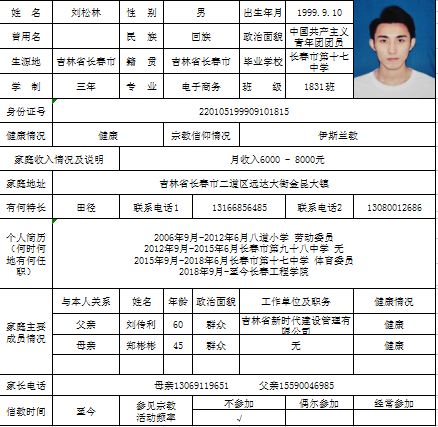 姓 名 刘松林 性 别 男 出生年月 1999.9.10
曾用名 民 族 回族 政治面貌 中国共产主义青年团团员
生源地 吉林省长春市 籍 贯 吉林省长春市 毕业学校 长春市第十七中学
学 制 三年 专 业 电子商务 班 级 1831班
身份证号 220105199909101815
健康情况 健康 宗教信仰情况 伊斯兰教
家庭收入情况及说明 月收入6000 - 8000元
家庭地址 吉林省长春市二道区远达大街金昆大镇
有何特长 田径 联系电话1 13166856485 联系电话2 13080012686
个人简历（何时何地有何任职）
2006年9月-2012年6月八道小学 劳动委员
2012年9月-2015年6月长春市第九十八中学 无
2015年9月-2018年6月长春市第十七中学 体育委员
2018年9月-至今长春工程学院
家庭主要成员情况
与本人关系 姓名 年龄 政治面貌 工作单位及职务 健康情况
父亲 刘传利 60 群众 吉林省新时代建设管理有限公司 健康
母亲 郑彬彬 45 群众 无 健康
家长电话 母亲13069119651 父亲15590046985
信教时间 至今 参见宗教活动频率 不参加 偶尔参加 经常参加
√